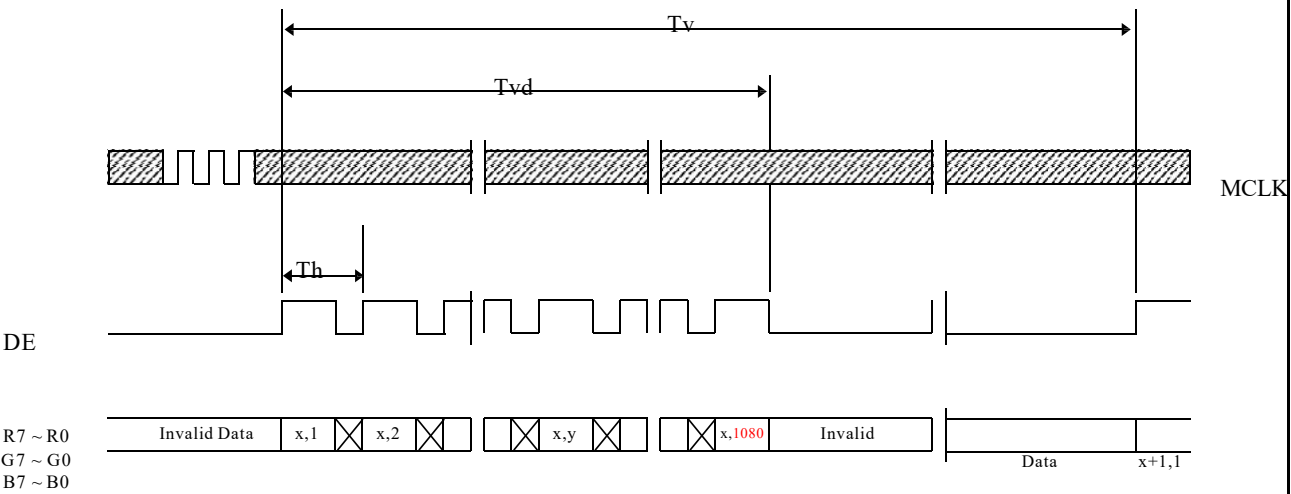 Tv
Tvd
MCLK
Th
DE
R7 ~ R0 Invalid Data x,1 x,2 x,y x,1080 Invalid
G7 ~ G0 Data x+1,1
B7 ~ B0